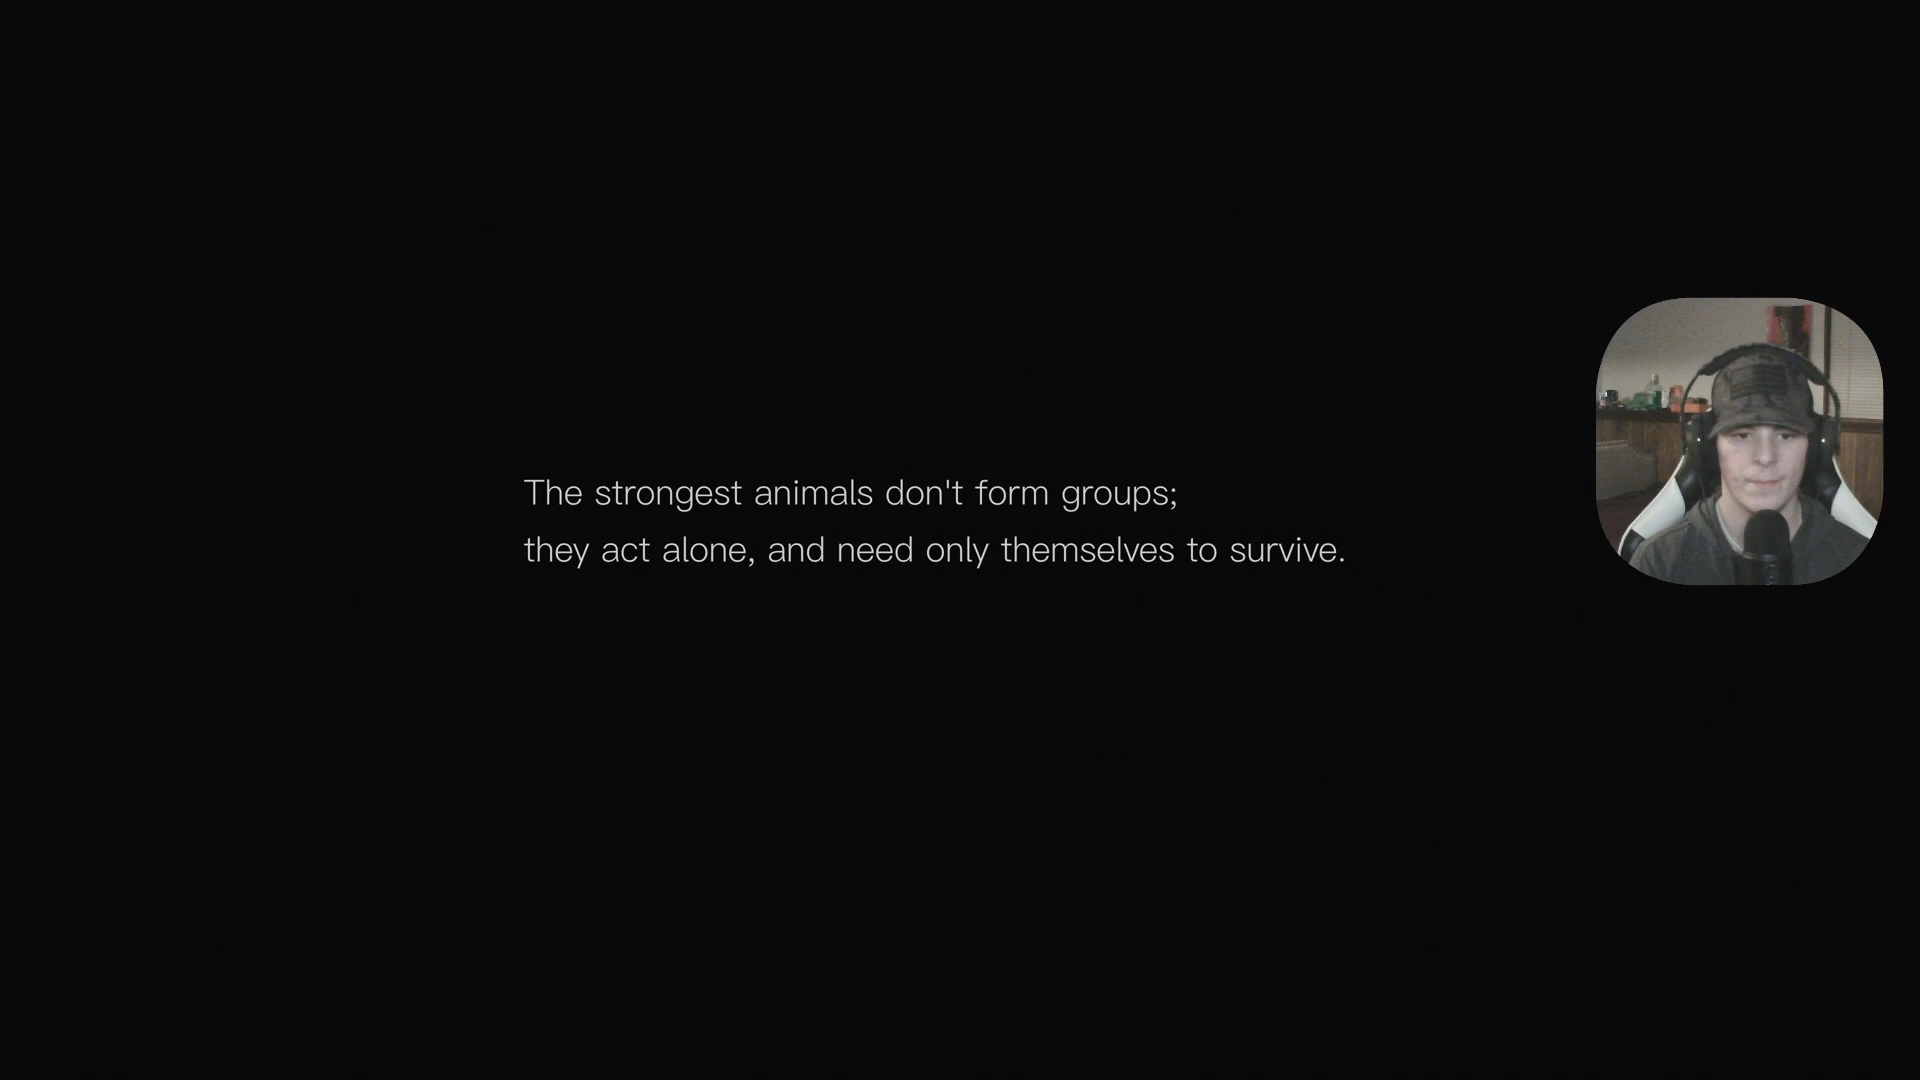 The strongest animals don't form groups;
they act alone, and need only themselves to survive.